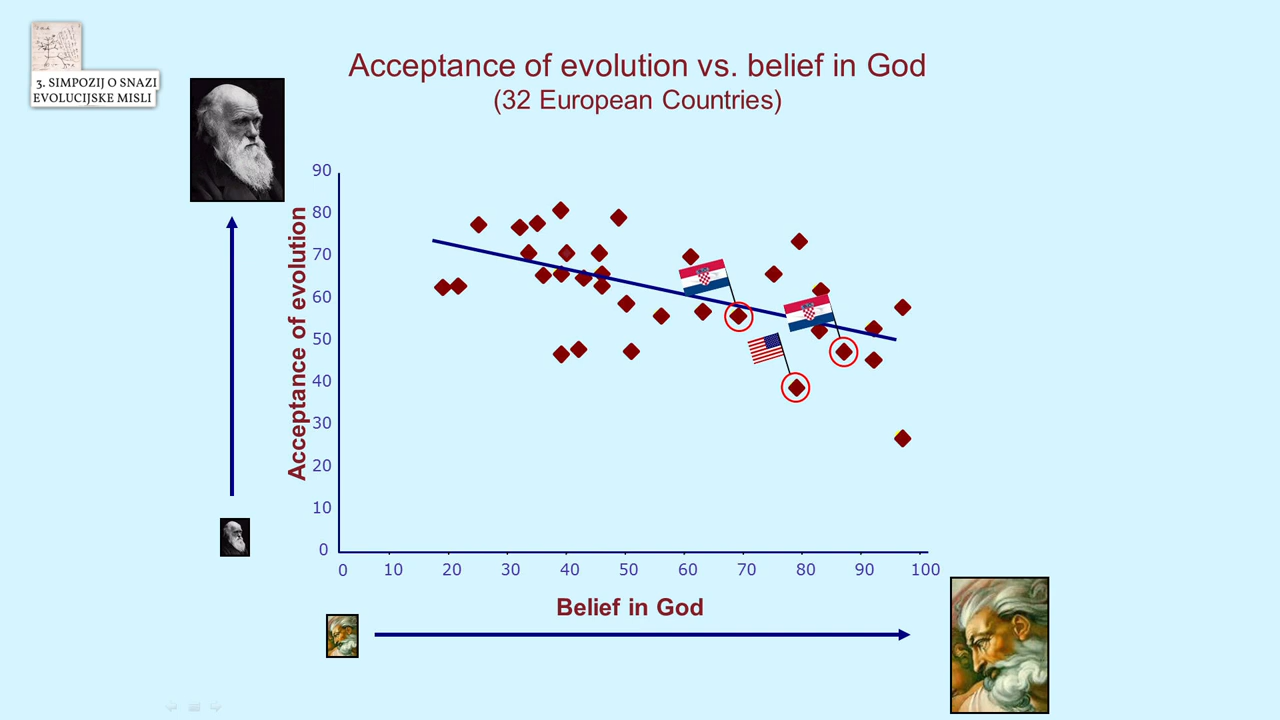 3. SIMPOZIJ O SNAZI
EVOLUCIJSKE MISLI
Acceptance of evolution vs. belief in God
(32 European Countries)
Acceptance of evolution
90
80
70
60
50
40
30
20
10
0
0 10 20 30 40 50 60 70 80 90 100
Belief in God